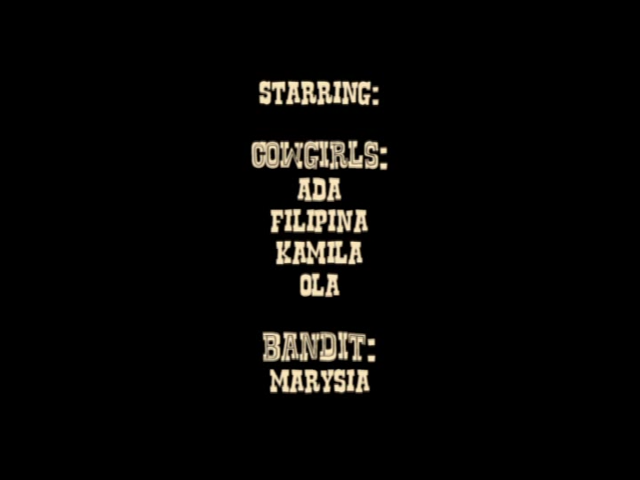 STARRING:
COWGIRLS:
ADA
FILIPINA
KAMILA
OLA
BANDIT:
MARYSIA